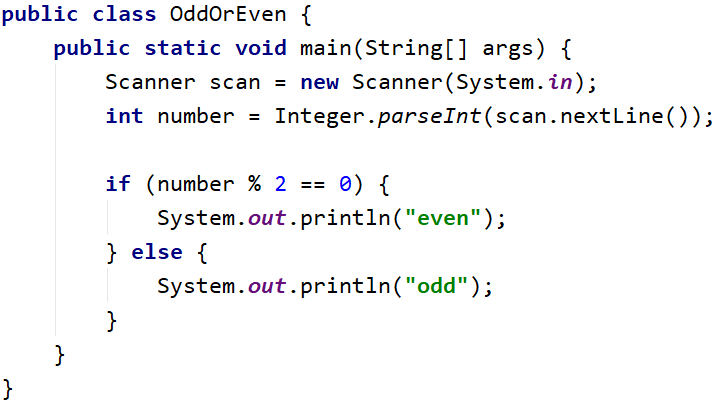 public class OddOrEven {
    public static void main(String[] args) {
        Scanner scan = new Scanner(System.in);
        int number = Integer.parseInt(scan.nextLine());

        if (number % 2 == 0) {
            System.out.println("even");
        } else {
            System.out.println("odd");
        }
    }
}